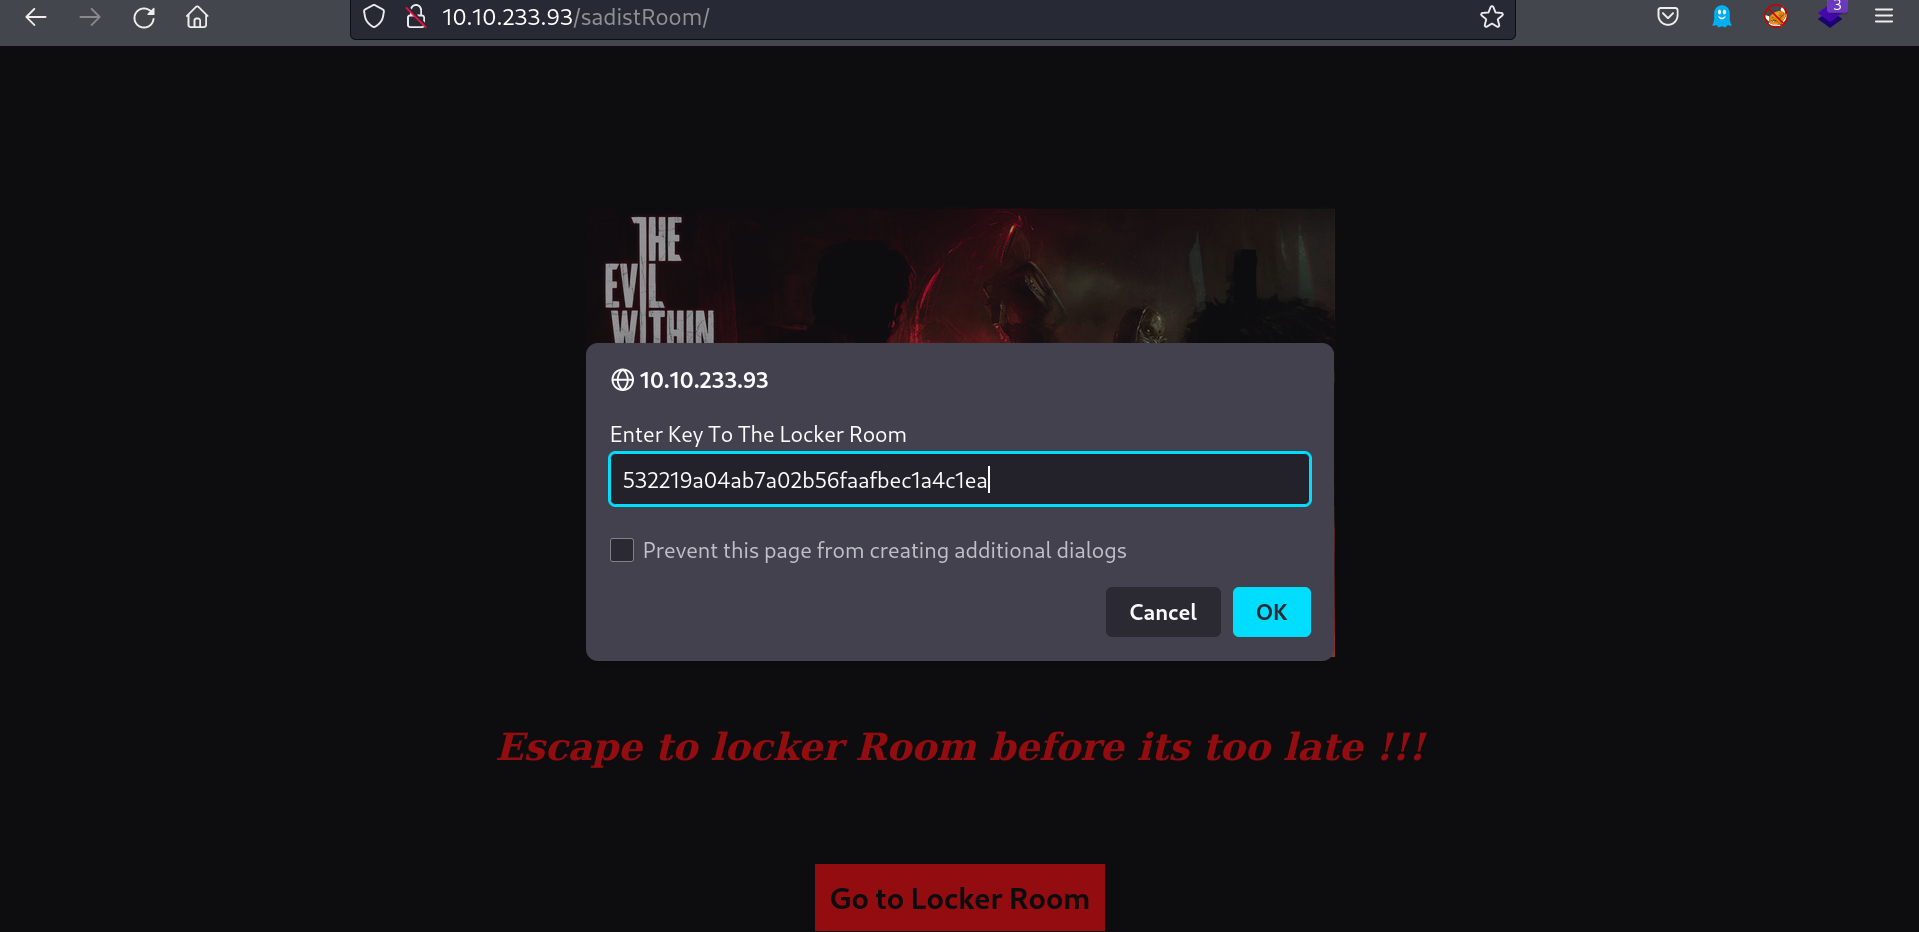 10.10.233.93/sadistRoom/
3
THE
EVIL
WITHIN
10.10.233.93
Enter Key To The Locker Room
532219a04ab7a02b56faafbec1a4c1ea
Prevent this page from creating additional dialogs
Cancel
OK
Escape to locker Room before its too late !!!
Go to Locker Room